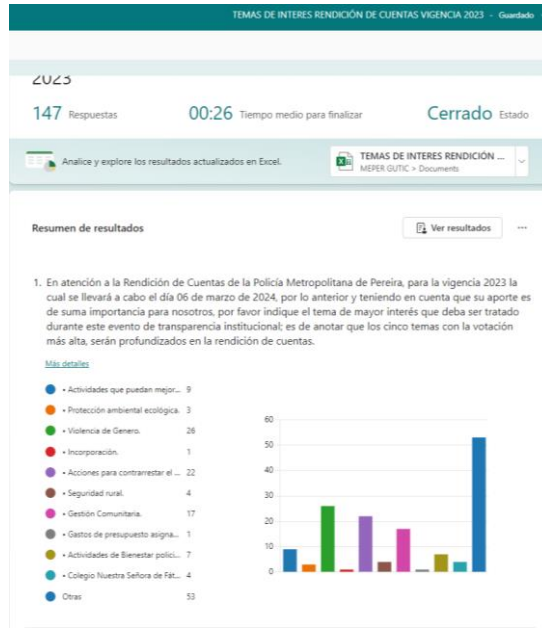 TEMAS DE INTERES RENDICIÓN DE CUENTAS VIGENCIA 2023 - Guardado
2023
147 Respuestas 00:26 Tiempo medio para finalizar Cerrado Estado
Analice y explore los resultados actualizados en Excel.
TEMAS DE INTERES RENDICIÓN ...
MEPER GUTIC > Documents
Resumen de resultados
Ver resultados ...
1. En atención a la Rendición de Cuentas de la Policía Metropolitana de Pereira, para la vigencia 2023 la
cual se llevará a cabo el día 06 de marzo de 2024, por lo anterior y teniendo en cuenta que su aporte es
de suma importancia para nosotros, por favor indique el tema de mayor interés que deba ser tratado
durante este evento de transparencia institucional; es de anotar que los cinco temas con la votación
más alta, serán profundizados en la rendición de cuentas.
Más detalles
• Actividades que puedan mejor... 9
• Protección ambiental ecológica. 3
• Violencia de Genero. 26
• Incorporación. 1
• Acciones para contrarrestar el ... 22
• Seguridad rural. 4
• Gestión Comunitaria. 17
• Gastos de presupuesto asigna... 1
• Actividades de Bienestar polici... 7
• Colegio Nuestra Señora de Fát... 4
Otras 53
60
50
40
30
20
10
0